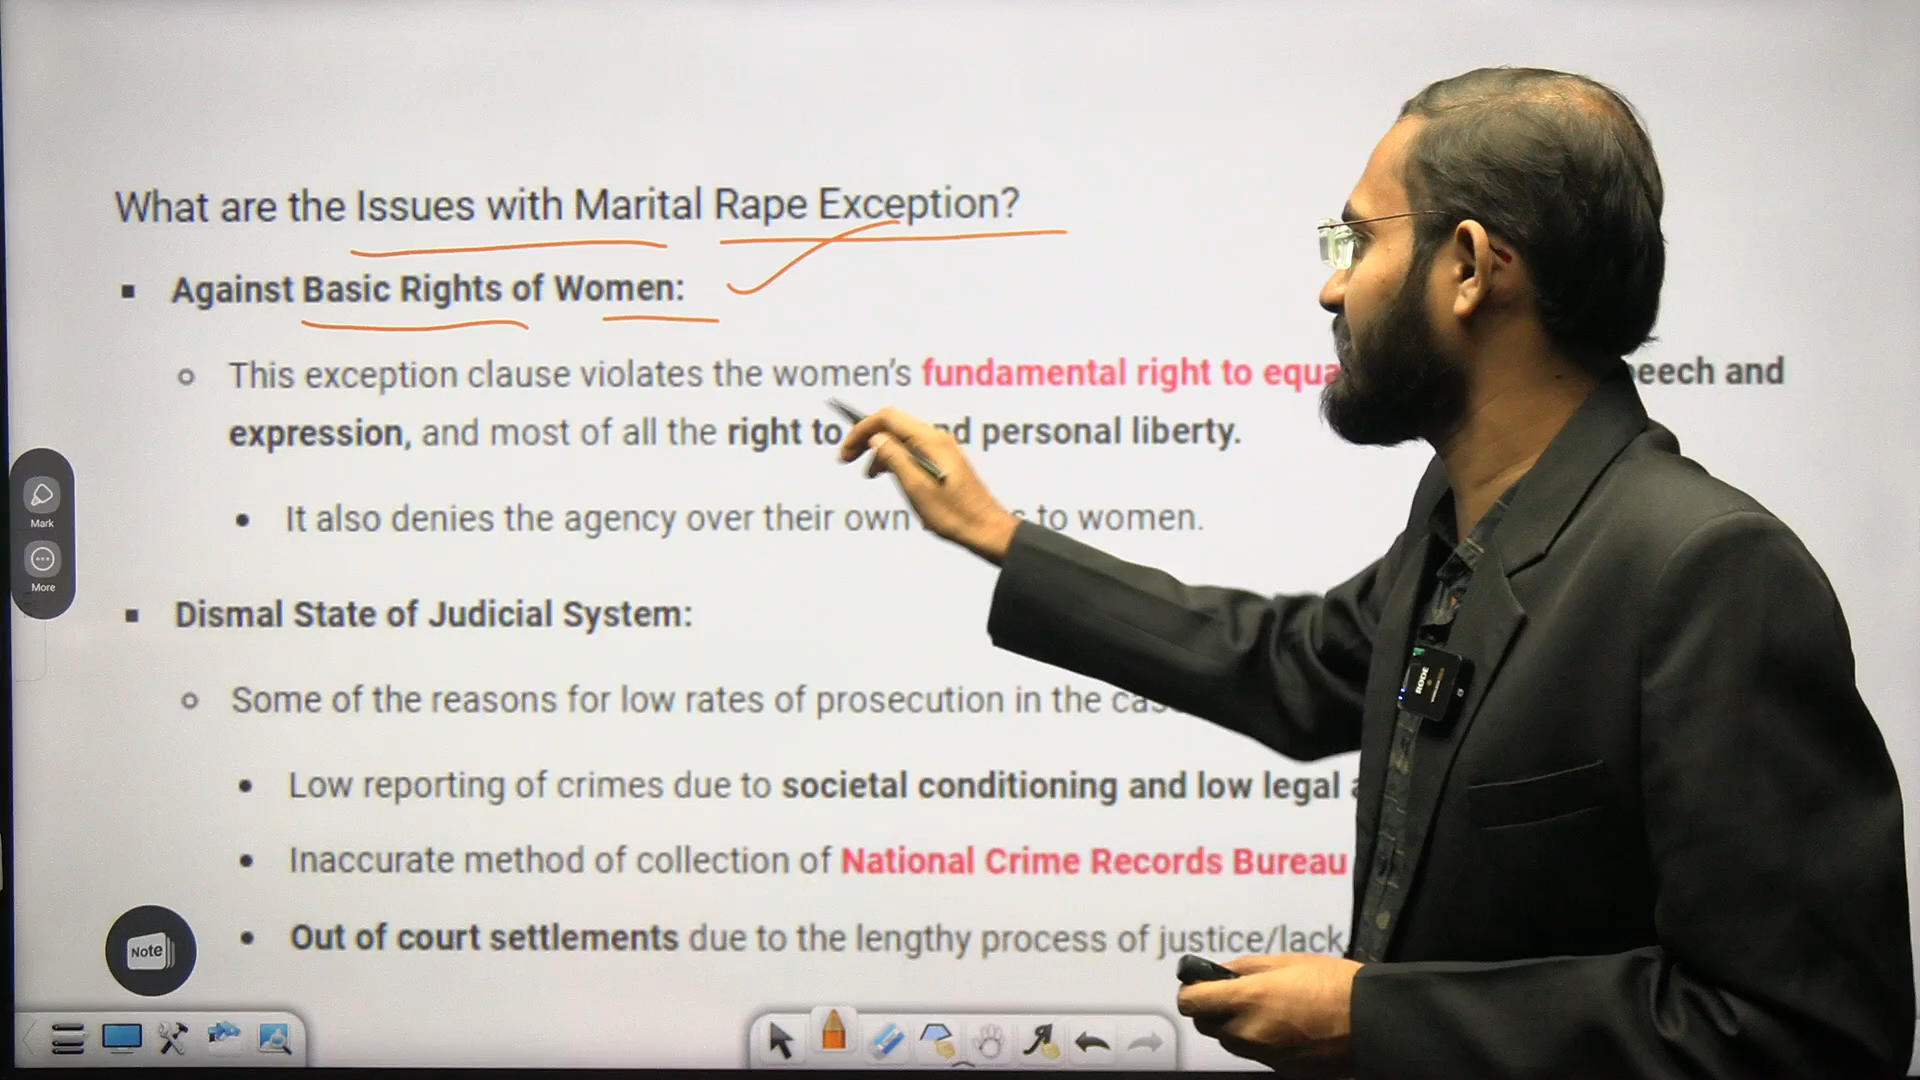 What are the Issues with Marital Rape Exception?
Against Basic Rights of Women:
This exception clause violates the women's fundamental right to and
expression, and most of all the right to personal liberty.
It also denies the agency over their own to women.
Mark
More
Dismal State of Judicial System:
Some of the reasons for low rates of prosecution in the
Low reporting of crimes due to societal conditioning and low legal
Inaccurate method of collection of National Crime Records Bureau
Out of court settlements due to the lengthy process of justice/lack
Note
RODE